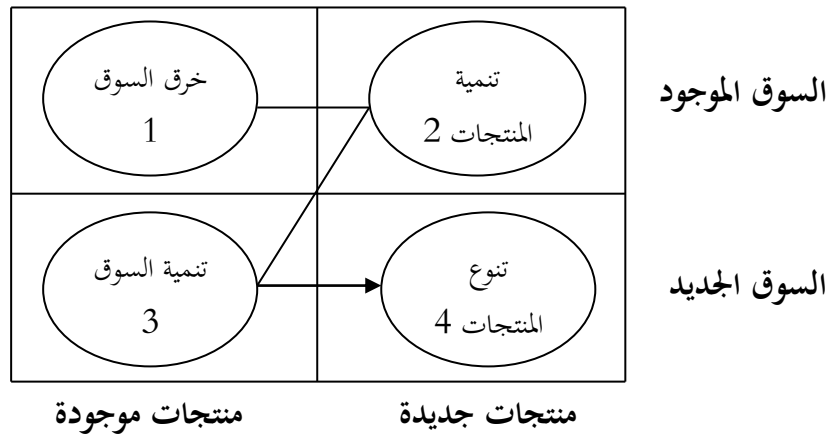 خرق السوق
1
تنمية
المنتجات 2
السوق الموجود
تنمية السوق
3
تنوع
المنتجات 4
السوق الجديد
منتجات موجودة
منتجات جديدة